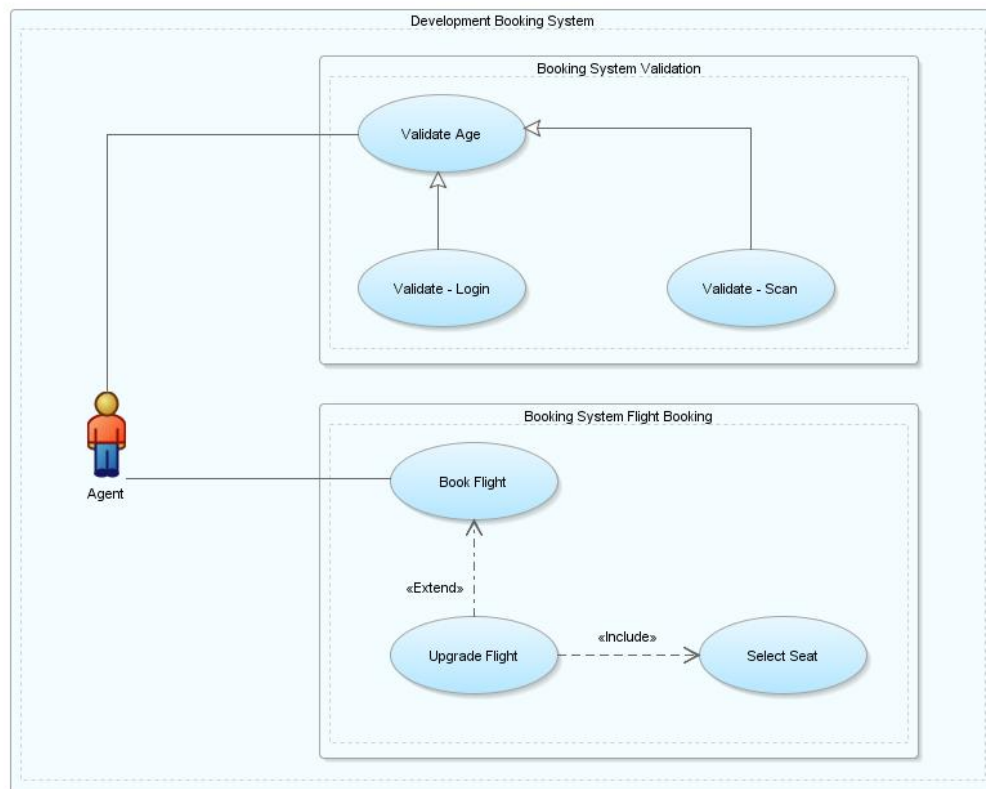 Development Booking System
Booking System Validation
Validate Age
Validate - Login
Validate - Scan
Agent
Booking System Flight Booking
Book Flight
«Extend»
Upgrade Flight
«Include»
Select Seat